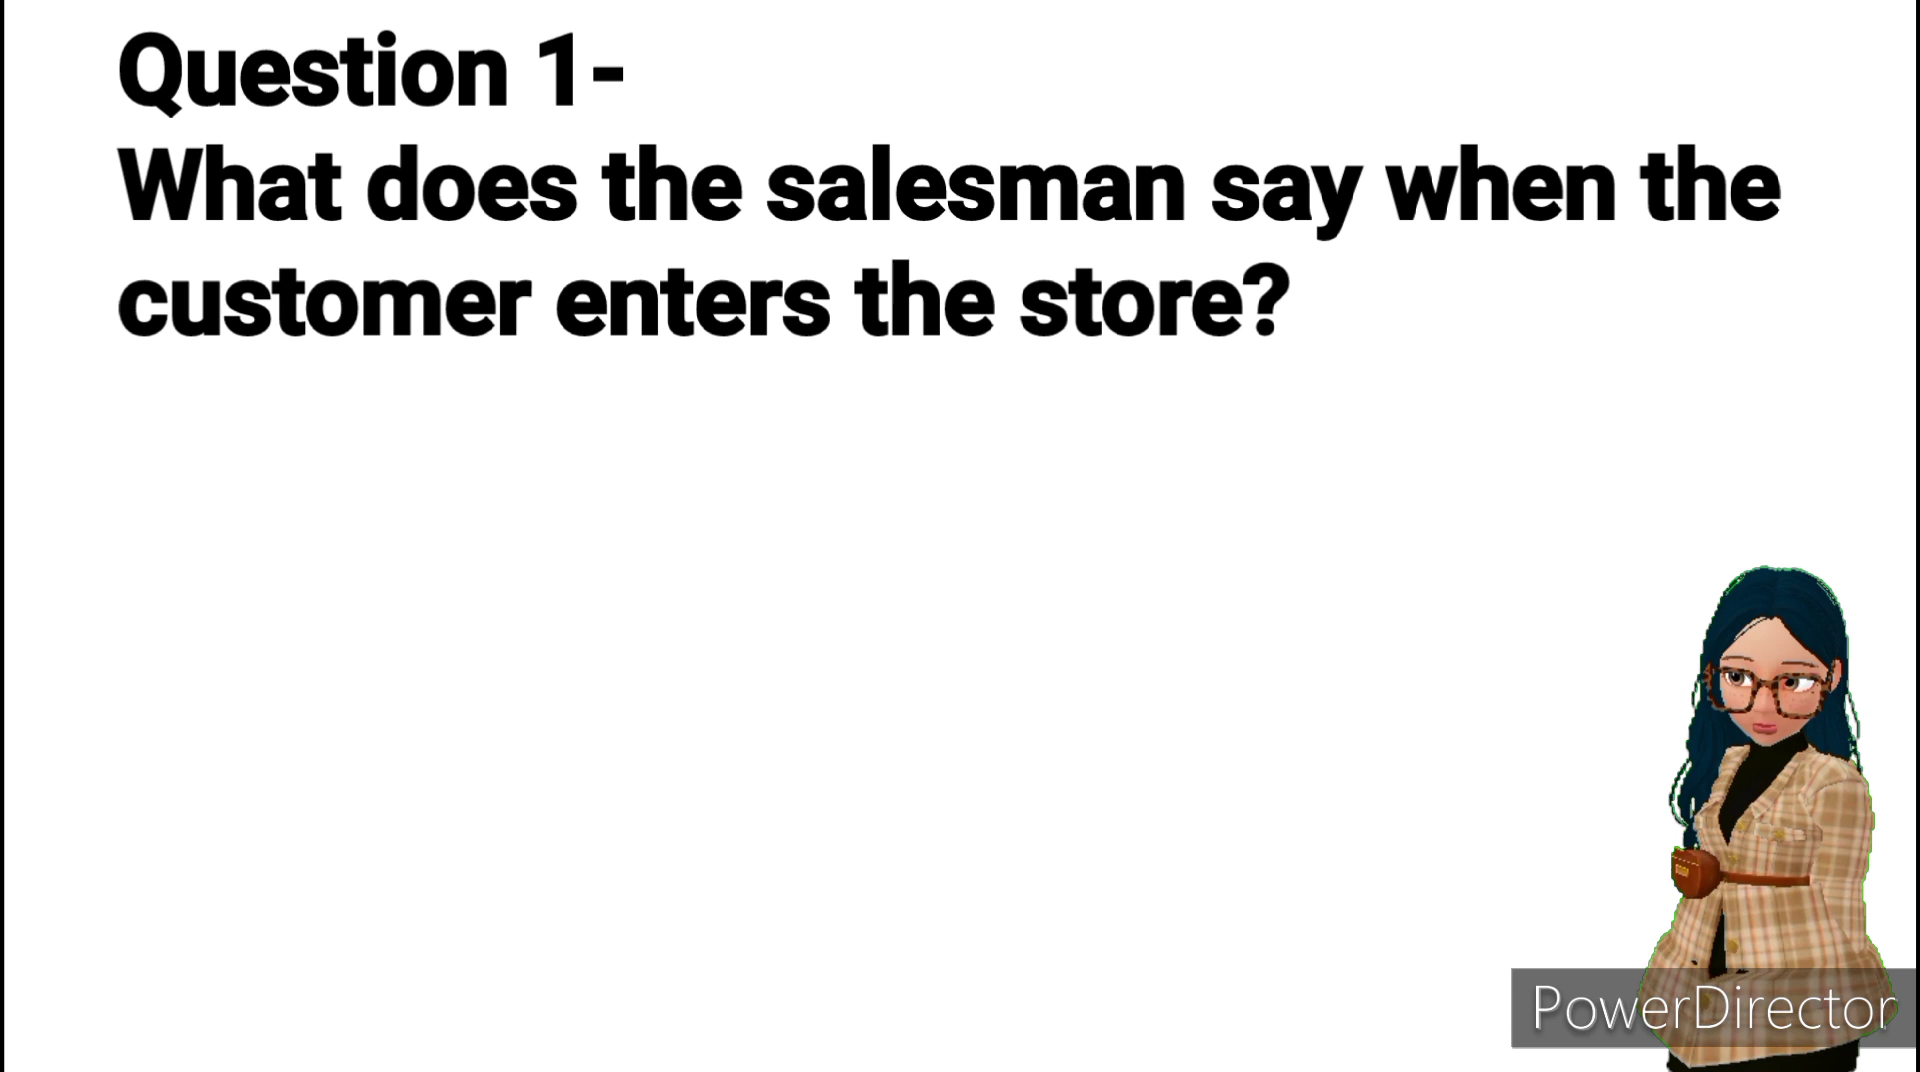 Question 1-
What does the salesman say when the
customer enters the store?
PowerDirector